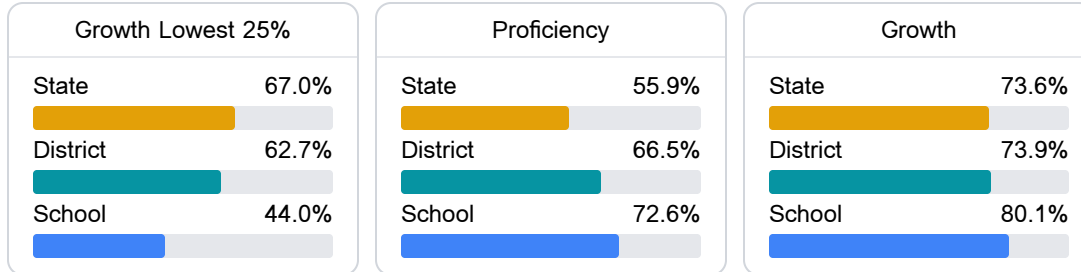 Growth Lowest 25%
State 67.0%
District 62.7%
School 44.0%
Proficiency
State 55.9%
District 66.5%
School 72.6%
Growth
State 73.6%
District 73.9%
School 80.1%